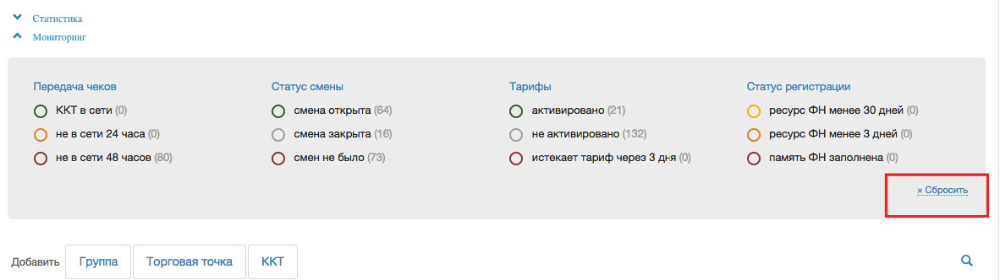 Статистика
Мониторинг
Передача чеков
ККТ в сети (0)
не в сети 24 часа (0)
не в сети 48 часов (80)
Статус смены
смена открыта (64)
смена закрыта (16)
смен не было (73)
Тарифы
активировано (21)
не активировано (132)
истекает тариф через 3 дня (0)
Статус регистрации
ресурс ФН менее 30 дней (0)
ресурс ФН менее 3 дней (0)
память ФН заполнена (0)
× Сбросить
Добавить Группа Торговая точка ККТ